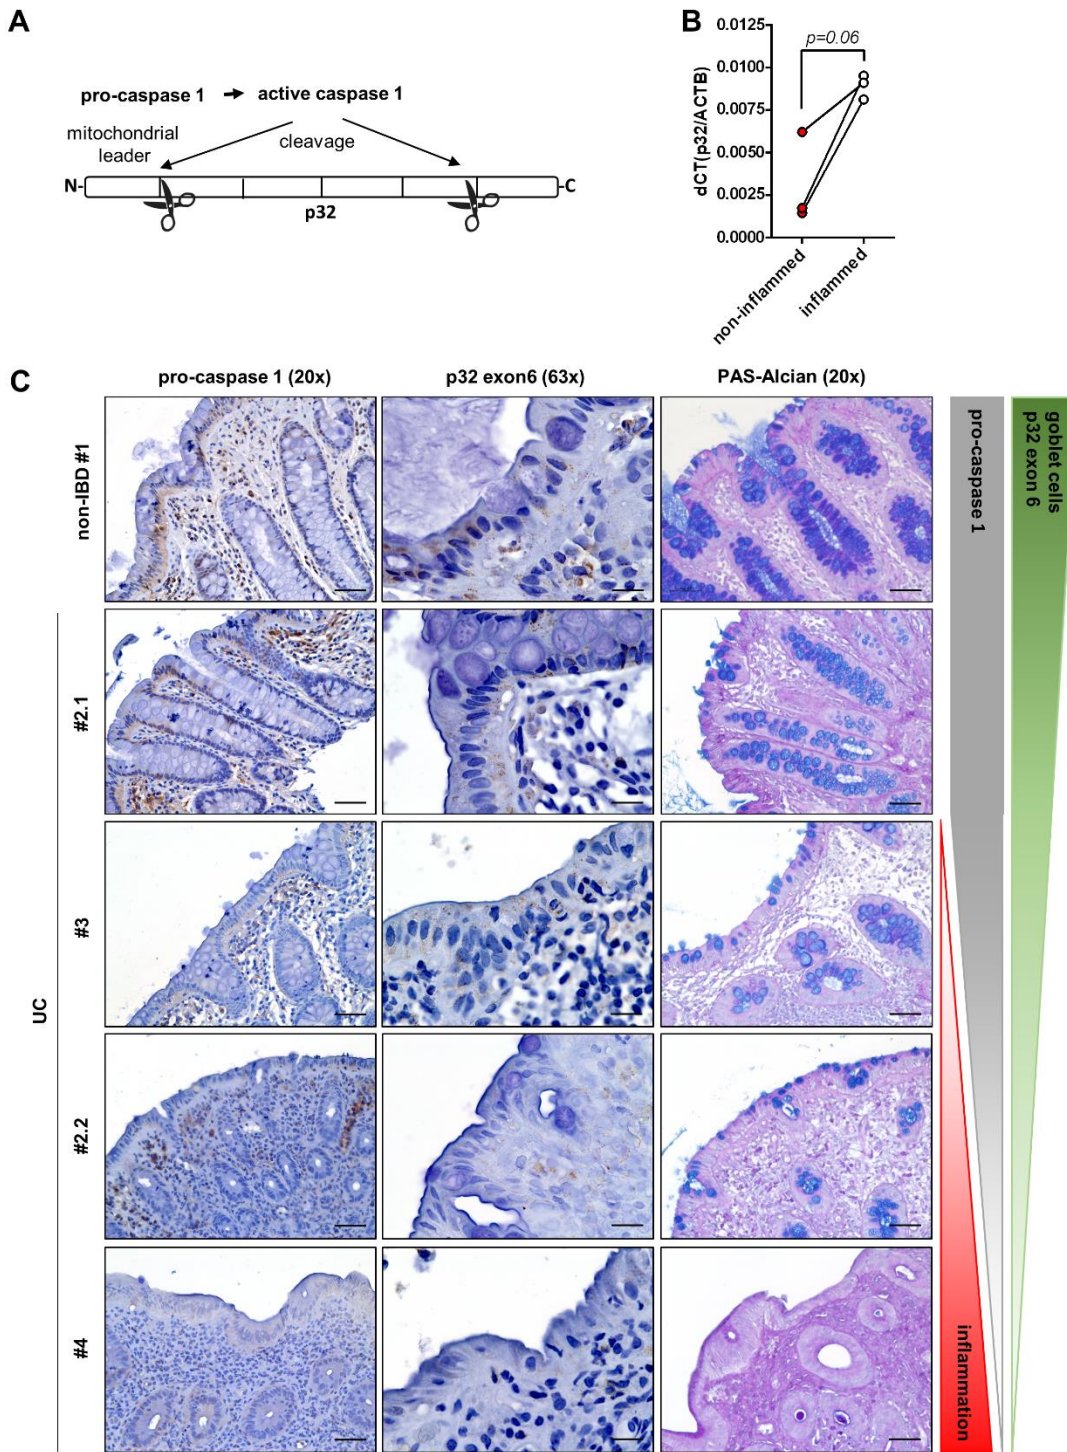 A
pro-caspase 1 → active caspase 1
mitochondrial
leader
cleavage
N-
-C
p32
B
dCT(p32/ACTB)
0.0125
0.0100
0.0075
0.0050
0.0025
0.0000
p=0.06
non-inflammed
inflammed
C
pro-caspase 1 (20x)
p32 exon6 (63x)
PAS-Alcian (20x)
non-IBD #1
UC
#2.1
#3
#2.2
#4
pro-caspase 1
goblet cells
p32 exon 6
inflammation